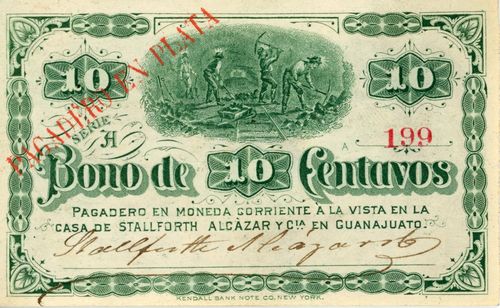 PAGADERO EN PLATA
10
10
SERIE A
A 199
Bono de 10 Centavos
PAGADERO EN MONEDA CORRIENTE A LA VISTA EN LA
CASA DE STALLFORTH ALCÁZAR Y CIA EN GUANAJUATO.
Stallforth Alcazar
KENDALL BANK NOTE CO. NEW YORK.